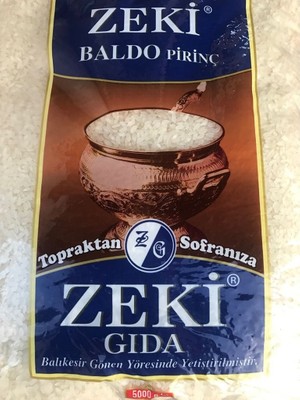 ZEKİ®
BALDO PİRİNÇ
Topraktan ZG Sofranıza
ZEKİ®
GIDA
Balıkesir Gönen Yöresinde Yetiştirilmiştir.
5000